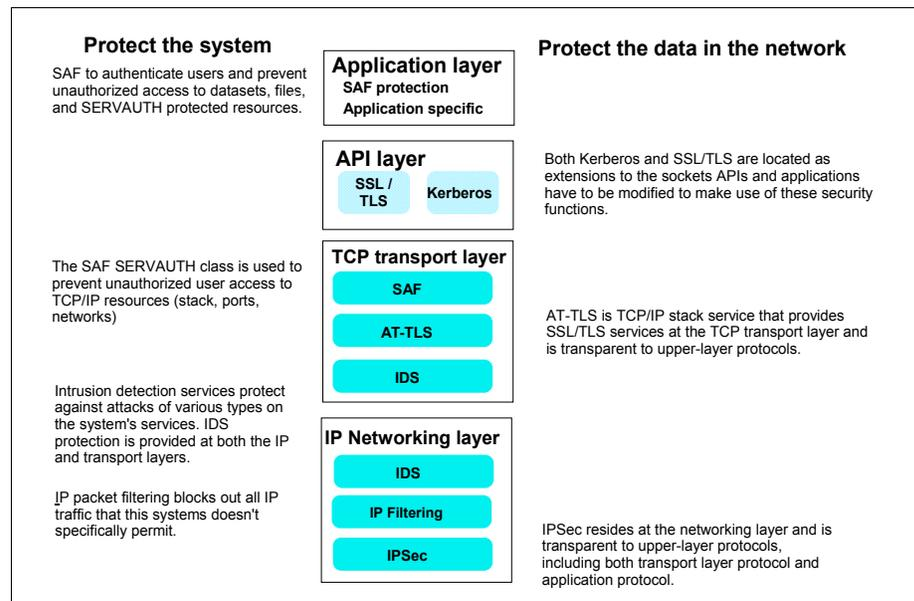 Protect the system
SAF to authenticate users and prevent
unauthorized access to datasets, files,
and SERVAUTH protected resources.
Application layer
SAF protection
Application specific
Protect the data in the network
API layer
SSL /
TLS
Kerberos
Both Kerberos and SSL/TLS are located as
extensions to the sockets APIs and applications
have to be modified to make use of these security
functions.
The SAF SERVAUTH class is used to
prevent unauthorized user access to
TCP/IP resources (stack, ports,
networks)
TCP transport layer
SAF
AT-TLS
IDS
AT-TLS is TCP/IP stack service that provides
SSL/TLS services at the TCP transport layer and
is transparent to upper-layer protocols.
Intrusion detection services protect
against attacks of various types on
the system's services. IDS
protection is provided at both the IP
and transport layers.
IP packet filtering blocks out all IP
traffic that this systems doesn't
specifically permit.
IP Networking layer
IDS
IP Filtering
IPSec
IPSec resides at the networking layer and is
transparent to upper-layer protocols,
including both transport layer protocol and
application protocol.